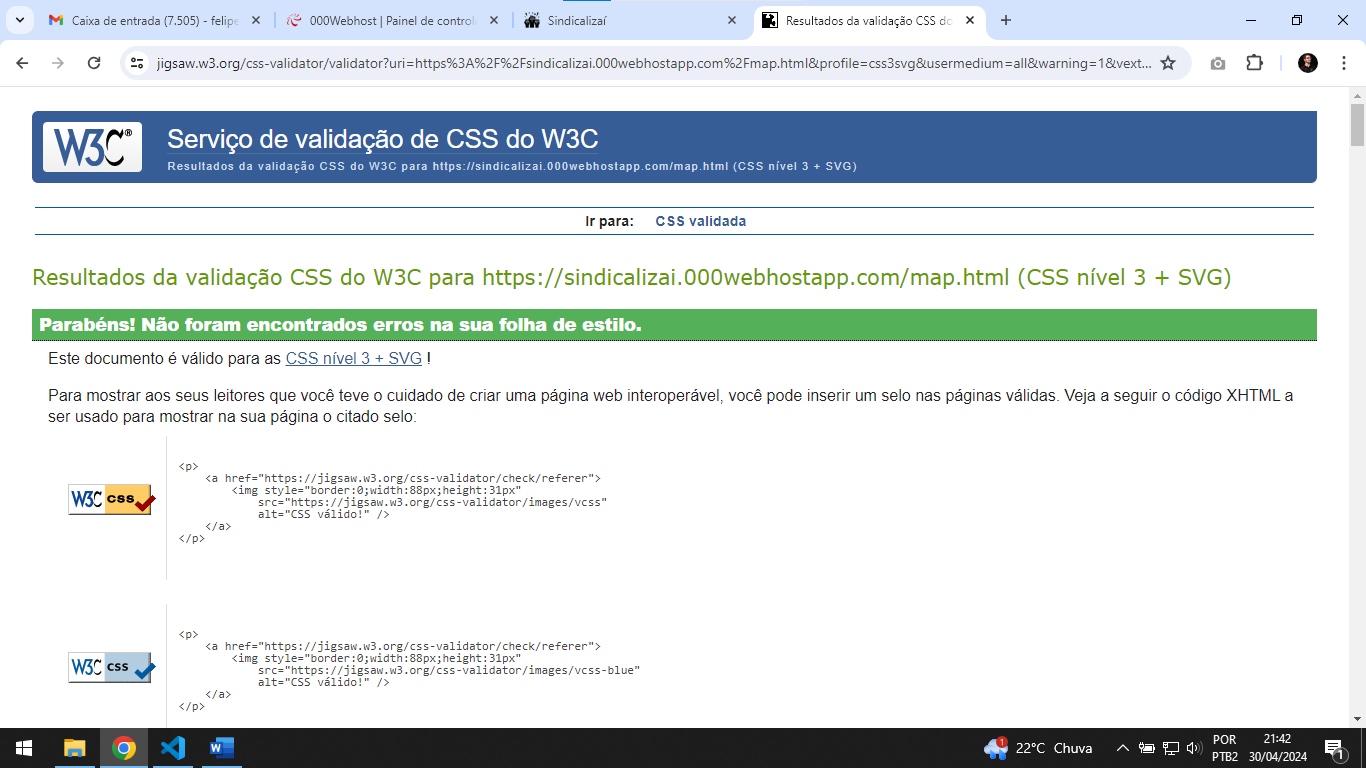 Caixa de entrada (7.505) - felipe
000Webhost | Painel de control
Sindicalizaí
Resultados da validação CSS do
jigsaw.w3.org/css-validator/validator?uri=https%3A%2F%2Fsindicalizai.000webhostapp.com%2Fmap.html&profile=css3svg&usermedium=all&warning=1&vext...
W3C®
Serviço de validação de CSS do W3C
Resultados da validação CSS do W3C para https://sindicalizai.000webhostapp.com/map.html (CSS nível 3 + SVG)
Ir para: CSS validada
Resultados da validação CSS do W3C para https://sindicalizai.000webhostapp.com/map.html (CSS nível 3 + SVG)
Parabéns! Não foram encontrados erros na sua folha de estilo.
Este documento é válido para as CSS nível 3 + SVG !
Para mostrar aos seus leitores que você teve o cuidado de criar uma página web interoperável, você pode inserir um selo nas páginas válidas. Veja a seguir o código XHTML a
ser usado para mostrar na sua página o citado selo:
W3C css
<p>
<a href="https://jigsaw.w3.org/css-validator/check/referer">
<img style="border:0;width:88px;height:31px"
src="https://jigsaw.w3.org/css-validator/images/vcss"
alt="CSS válido!" />
</a>
</p>
W3C css
<p>
<a href="https://jigsaw.w3.org/css-validator/check/referer">
<img style="border:0;width:88px;height:31px"
src="https://jigsaw.w3.org/css-validator/images/vcss-blue"
alt="CSS válido!" />
</a>
</p>
1
22°C Chuva
POR
PTB2
21:42
30/04/2024
1